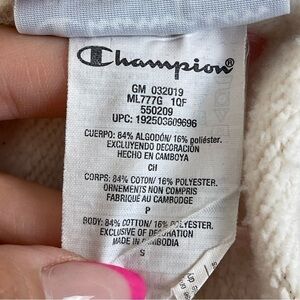 Champion®
GM 032019
ML777G 1QF
550209
UPC: 192503809696
CUERPO: 84% ALGODÓN/ 16% poliéster.
EXCLUYENDO DECORACIÓN
HECHO EN CAMBOYA
CH
CORPS: 84% COTON/ 16% POLYESTER.
ORNEMENTS NON COMPRIS
FABRIQUÉ AU CAMBODGE
P
BODY: 84% COTTON/ 16% POLYESTER.
EXCLUSIVE OF DECORATION
MADE IN CAMBODIA
S